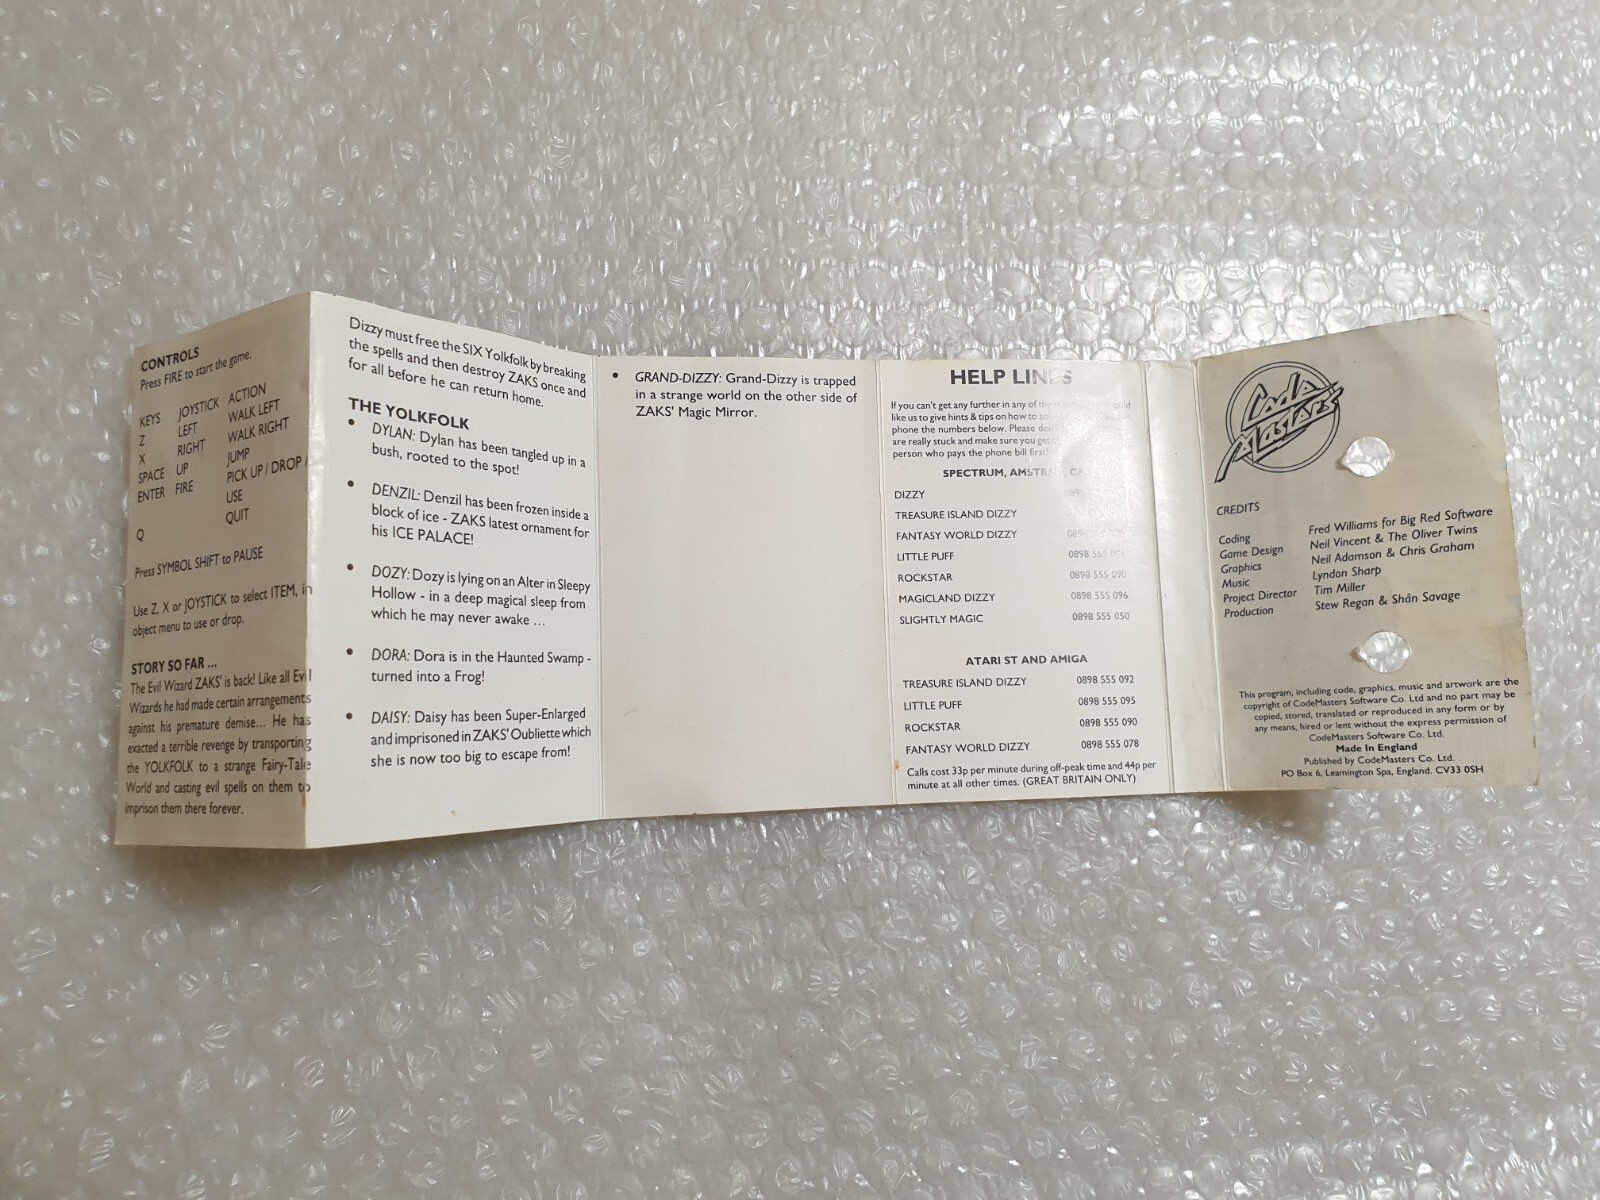 CONTROLS
Press FIRE to start the game.
KEYS JOYSTICK ACTION
Z LEFT WALK LEFT
X RIGHT WALK RIGHT
SPACE UP JUMP
ENTER FIRE PICK UP / DROP /
USE
Q QUIT
Press SYMBOL SHIFT to PAUSE
Use Z, X or JOYSTICK to select ITEM, in
object menu to use or drop.
STORY SO FAR ...
The Evil Wizard ZAKS' is back! Like all Evil
Wizards he had made certain arrangements
against his premature demise... He has
exacted a terrible revenge by transporting
the YOLKFOLK to a strange Fairy-Tale
World and casting evil spells on them to
imprison them there forever.
Dizzy must free the SIX Yolkfolk by breaking
the spells and then destroy ZAKS once and
for all before he can return home.
THE YOLKFOLK
• DYLAN: Dylan has been tangled up in a
bush, rooted to the spot!
• DENZIL: Denzil has been frozen inside a
block of ice - ZAKS latest ornament for
his ICE PALACE!
• DOZY: Dozy is lying on an Alter in Sleepy
Hollow - in a deep magical sleep from
which he may never awake ...
• DORA: Dora is in the Haunted Swamp -
turned into a Frog!
• DAISY: Daisy has been Super-Enlarged
and imprisoned in ZAKS' Oubliette which
she is now too big to escape from!
• GRAND-DIZZY: Grand-Dizzy is trapped
in a strange world on the other side of
ZAKS' Magic Mirror.
HELP LINES
If you can't get any further in any of
like us to give hints & tips on how to
phone the numbers below. Please
are really stuck and make sure you get
person who pays the phone bill first!
SPECTRUM,
DIZZY
TREASURE ISLAND DIZZY
FANTASY WORLD DIZZY
LITTLE PUFF 0898 555
ROCKSTAR 0898 555 090
MAGICLAND DIZZY 0898 555 096
SLIGHTLY MAGIC 0898 555 050
ATARI ST AND AMIGA
TREASURE ISLAND DIZZY 0898 555 092
LITTLE PUFF 0898 555 095
ROCKSTAR 0898 555 090
FANTASY WORLD DIZZY 0898 555 078
Calls cost 33p per minute during off-peak time and 44p per
minute at all other times. (GREAT BRITAIN ONLY)
Code
Masters
CREDITS
Coding Fred Williams for Big Red Software
Game Design Neil Vincent & The Oliver Twins
Graphics Neil Adamson & Chris Graham
Music Lyndon Sharp
Project Director Tim Miller
Production Stew Regan & Shân Savage
This program, including code, graphics, music and artwork are the
copyright of CodeMasters Software Co. Ltd and no part may be
copied, stored, translated or reproduced in any form or by
any means, hired or lent without the express permission of
CodeMasters Software Co. Ltd.
Made In England
Published by CodeMasters Co. Ltd.
PO Box 6, Leamington Spa, England. CV33 0SH